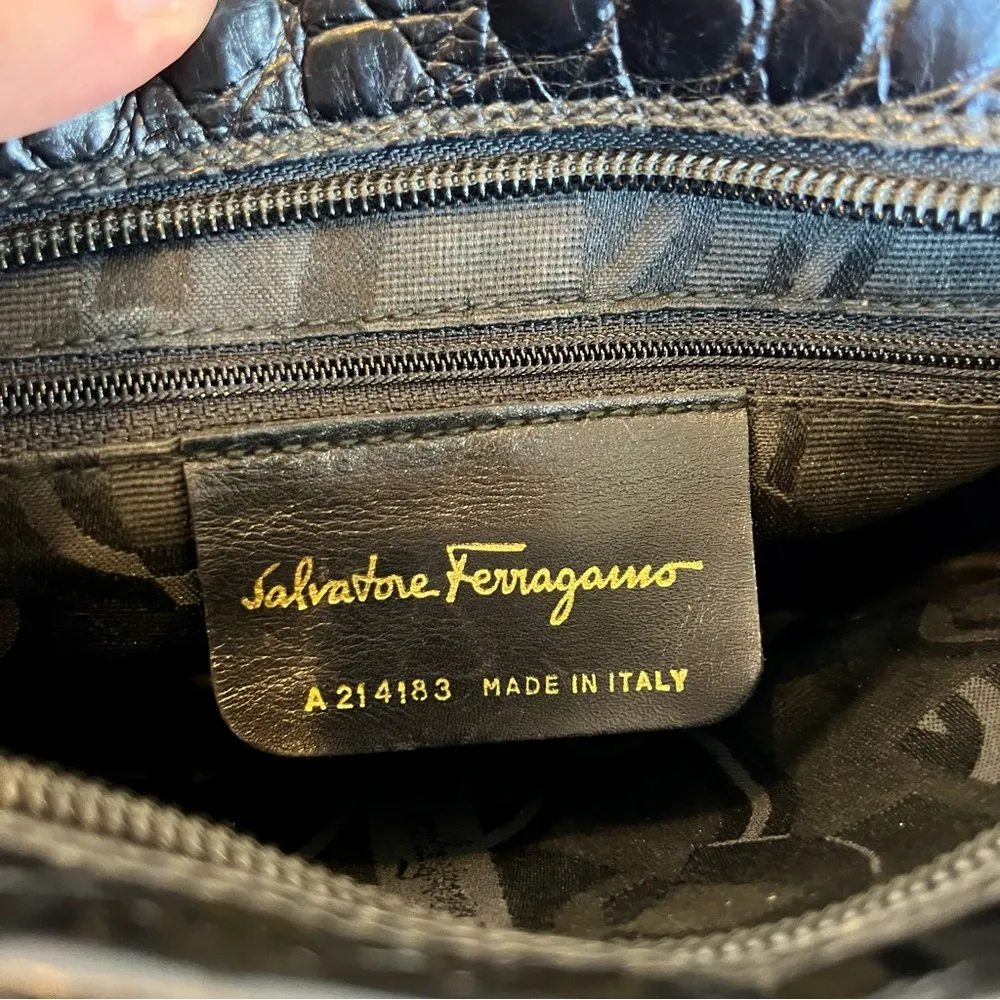 Salvatore Ferragamo
A 214183 MADE IN ITALY